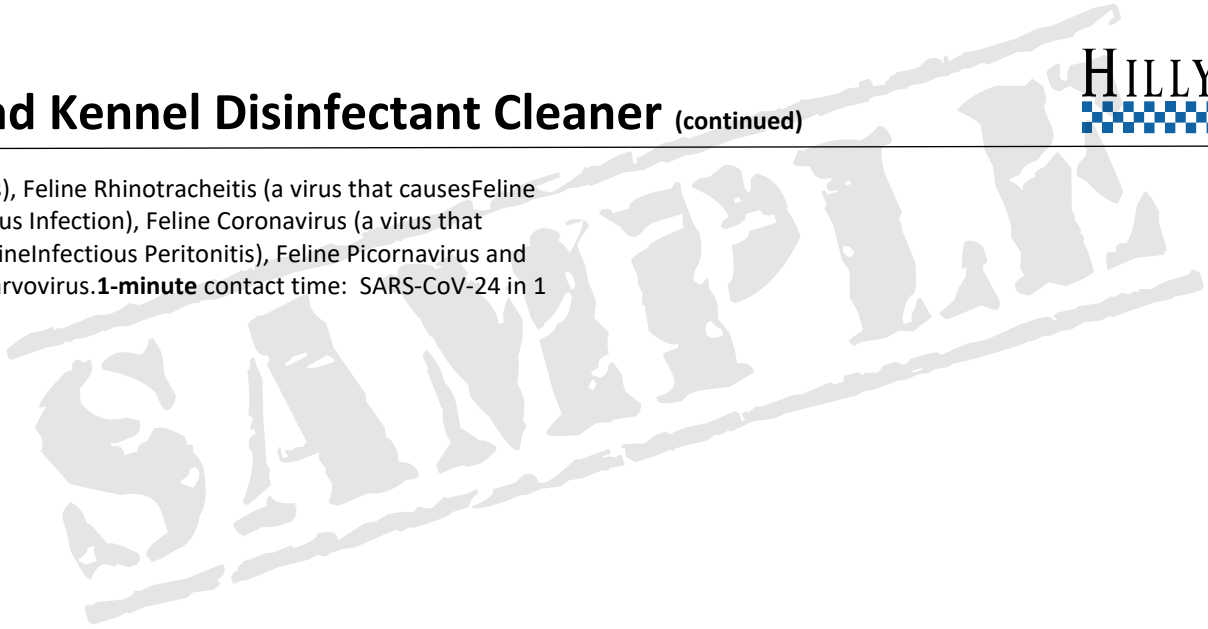 nd Kennel Disinfectant Cleaner (continued)
HILLY
s), Feline Rhinotracheitis (a virus that causesFeline
us Infection), Feline Coronavirus (a virus that
ineInfectious Peritonitis), Feline Picornavirus and
arvovirus.1-minute contact time:  SARS-CoV-24 in 1
SAMPLE